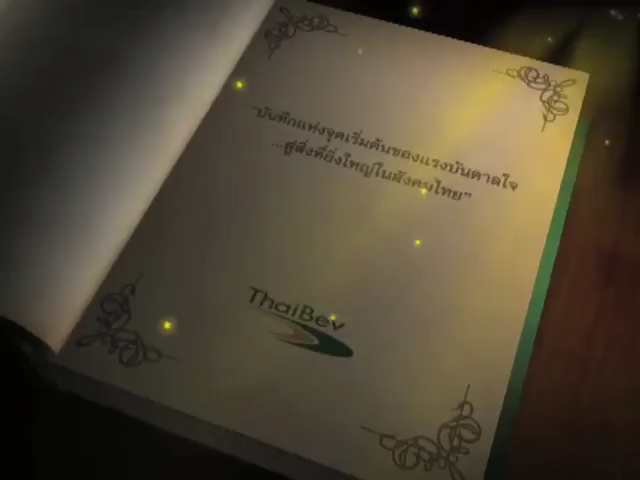 "บันทึกแห่งจุดเริ่มต้นของแรงบันดาลใจ
...สู่สิ่งที่ยิ่งใหญ่ในสังคมไทย"
ThaiBev